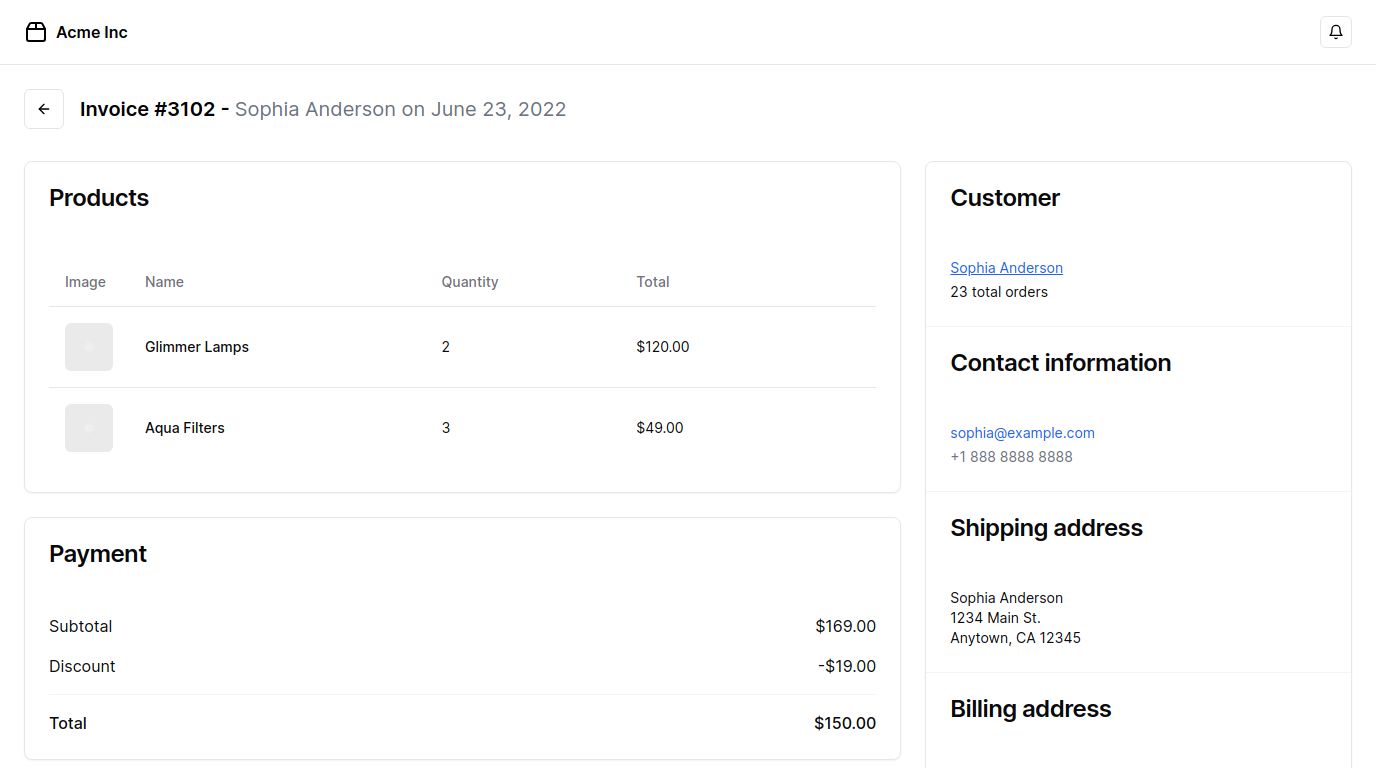 Acme Inc
Invoice #3102 - Sophia Anderson on June 23, 2022
Products
Image Name Quantity Total
Glimmer Lamps 2 $120.00
Aqua Filters 3 $49.00
Payment
Subtotal $169.00
Discount -$19.00
Total $150.00
Customer
Sophia Anderson
23 total orders
Contact information
sophia@example.com
+1 888 8888 8888
Shipping address
Sophia Anderson
1234 Main St.
Anytown, CA 12345
Billing address